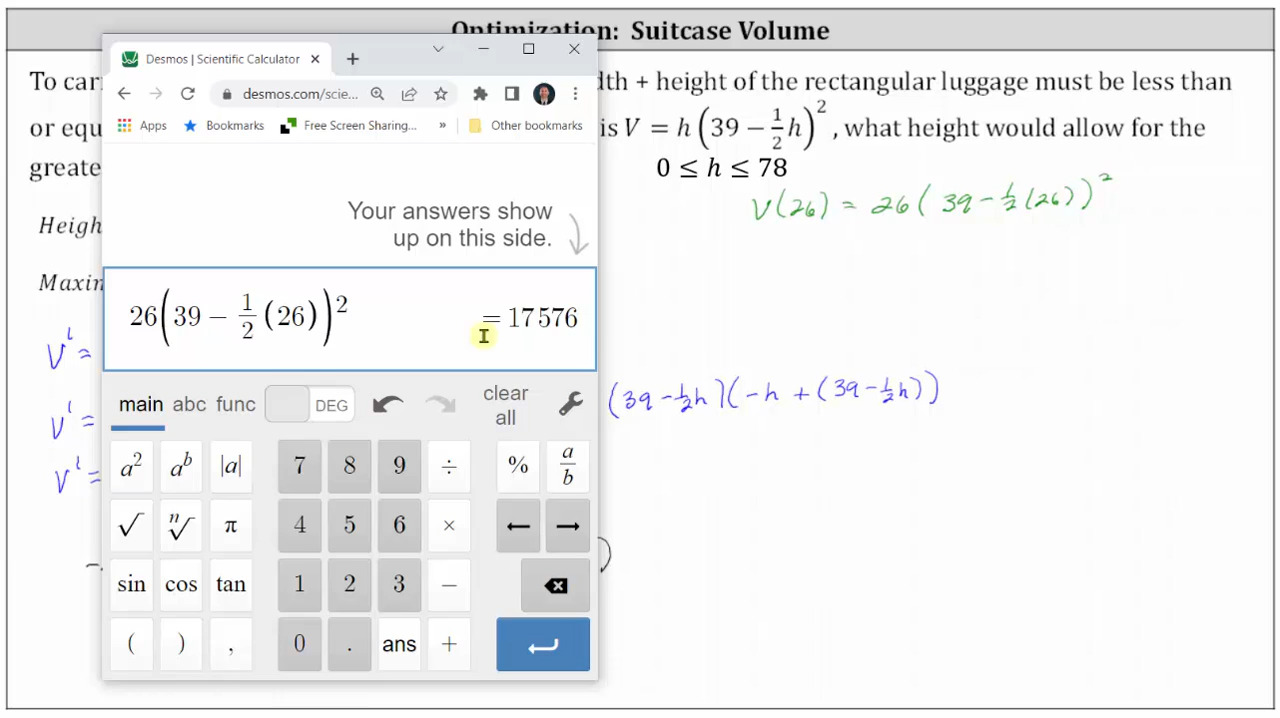 Optimization: Suitcase Volume
Desmos | Scientific Calculator
To car
dth + height of the rectangular luggage must be less than
desmos.com/scie...
or equ
is V = h(39 − 1/2 h)², what height would allow for the
Apps Bookmarks Free Screen Sharing... » Other bookmarks
greate
0 ≤ h ≤ 78
V(26) = 26(39 − 1/2(26))²
Your answers show
up on this side.
Heigh
Maxim
26(39 − 1/2(26))² = 17576
V' =
V' =
(39 − 1/2h)(−h + (39 − 1/2h))
V' =
main abc func DEG clear all
a² aᵇ |a| 7 8 9 ÷ % a/b
√ ⁿ√ π 4 5 6 × ← →
sin cos tan 1 2 3 −
( ) , 0 . ans +